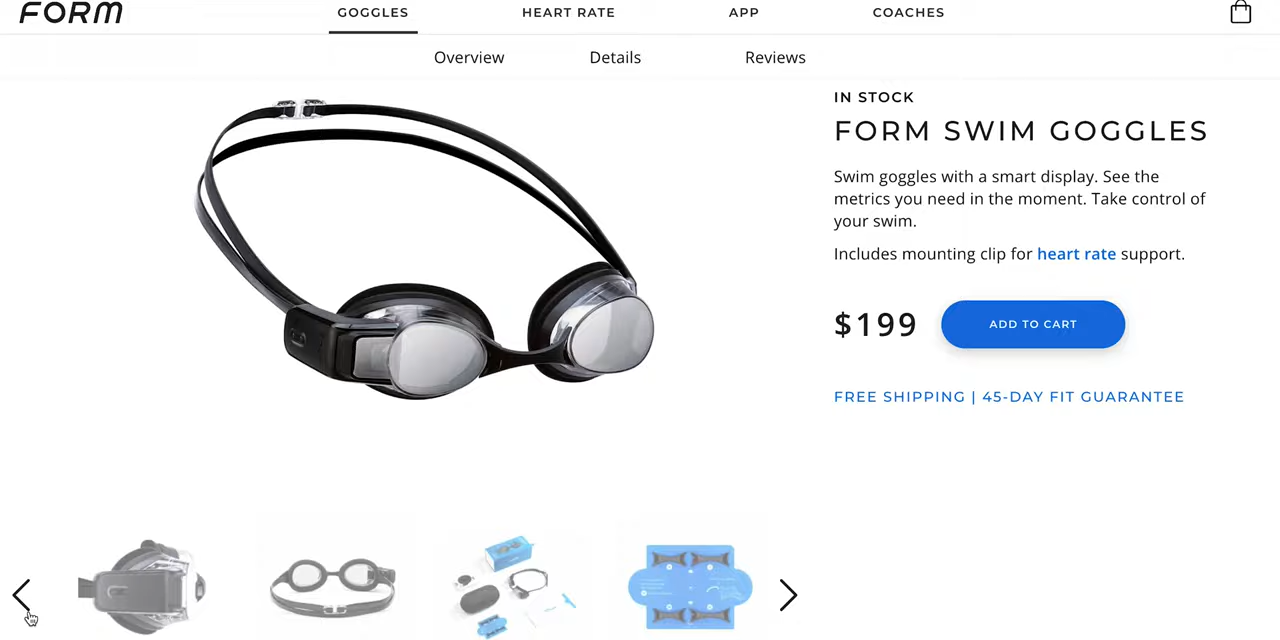 FORM
GOGGLES
HEART RATE
APP
COACHES
Overview
Details
Reviews
IN STOCK
FORM SWIM GOGGLES
Swim goggles with a smart display. See the
metrics you need in the moment. Take control of
your swim.
Includes mounting clip for heart rate support.
$199
ADD TO CART
FREE SHIPPING | 45-DAY FIT GUARANTEE